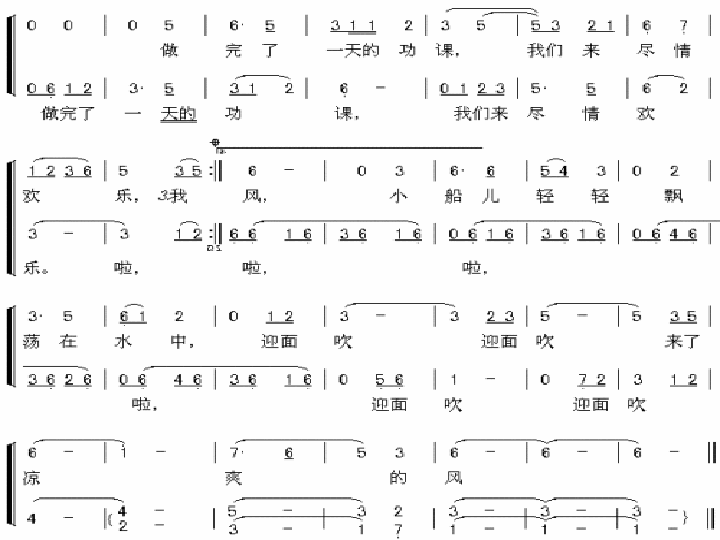 0 0 | 0 5 | 6· 5 | 3 1 1 2 | 3 5 | 5 3 2 1 | 6 7
做 完 了 一天的 功 课， 我们 来 尽 情
0 6 1 2 | 3· 5 | 3 1 2 | 6 - | 0 1 2 3 | 5· 5 | 6 2
做完了 一 天的 功 课， 我们来 尽 情 欢
1 2 3 6 | 5 3 5 :|| 6 - | 0 3 | 6· 6 | 5 4 3 | 0 2
欢 乐， 3.我 风， 小 船 儿 轻 轻 飘
3 - | 3 1 2 :|| 6 6 1 6 | 3 6 1 6 | 0 6 1 6 | 3 6 1 6 | 0 6 4 6
乐。 啦， 啦， 啦，
3· 5 | 6 1 2 | 0 1 2 | 3 - | 3 2 3 | 5 - | 5 3 5
荡 在 水 中， 迎面 吹 迎面 吹 来了
3 6 2 6 | 0 6 4 6 | 3 6 1 6 | 0 5 6 | 1 - | 0 7 2 | 3 1 2
啦， 迎面 吹 迎面 吹
6 - | 1 - | 7· 6 | 5 3 | 6 - | 6 - | 6 - ||
凉 爽 的 风
4 - | ( 4 - | 5 - | 3 2 | 3 - | 3 - | 3 - ) ||
2 - | 3 - | 1 7 | 1 - | 1 - | 1 -